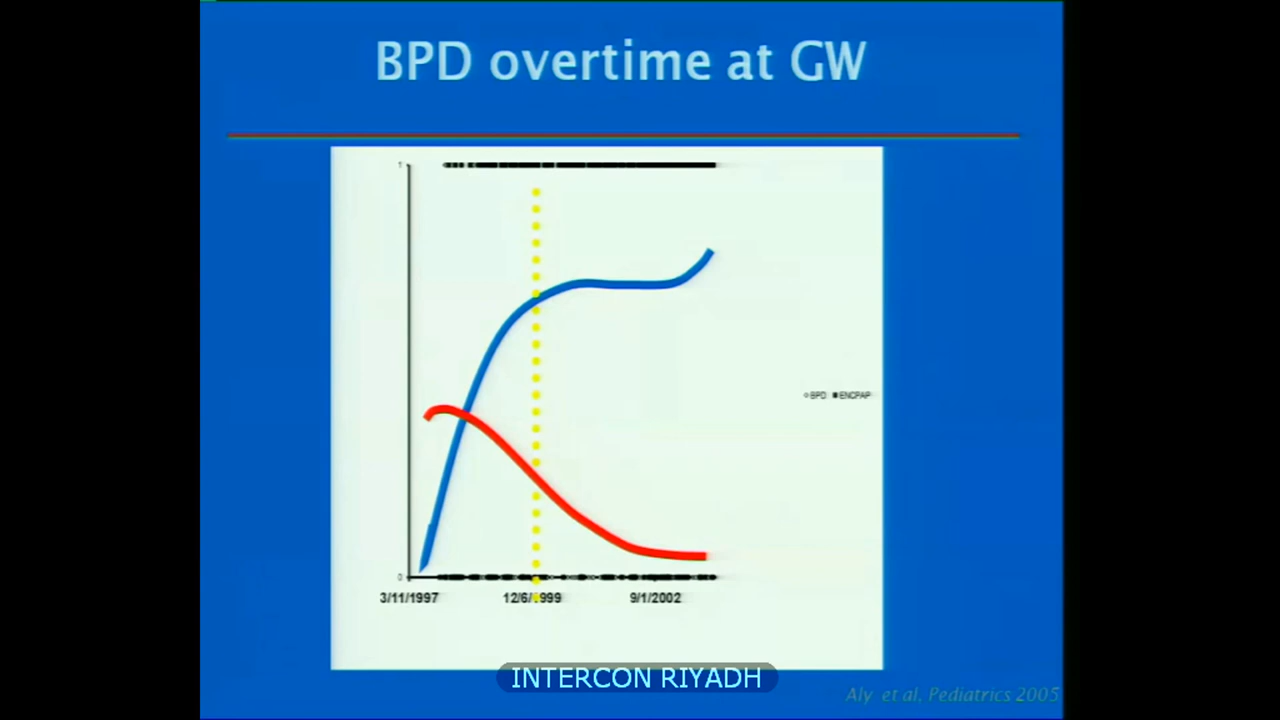 BPD overtime at GW
1
BPD ENCPAP
0
3/11/1997 12/6/1999 9/1/2002
INTERCON RIYADH
Aly et al, Pediatrics 2005